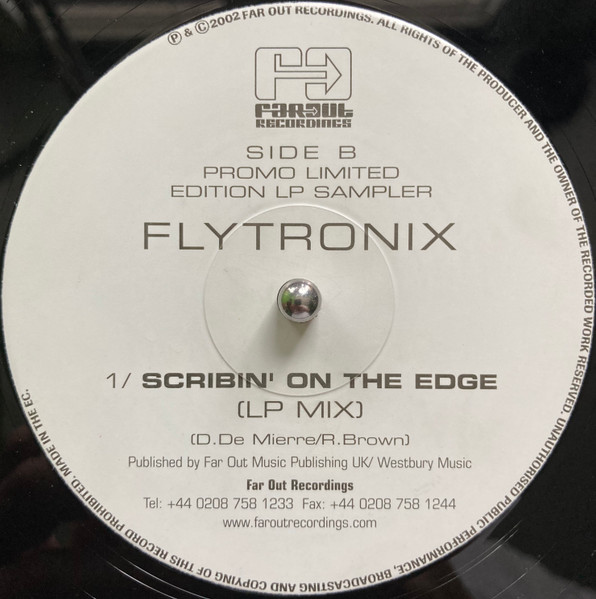 ℗ & ©2002 FAR OUT RECORDINGS. ALL RIGHTS OF THE PRODUCER AND THE OWNER OF THE RECORDED WORK RESERVED. UNAUTHORISED PUBLIC PERFORMANCE, BROADCASTING AND COPYING OF THIS RECORD PROHIBITED. MADE IN THE EC.
FAROUT
RECORDINGS
SIDE B
PROMO LIMITED
EDITION LP SAMPLER
FLYTRONIX
1/ SCRIBIN' ON THE EDGE
(LP MIX)
(D.De Mierre/R.Brown)
Published by Far Out Music Publishing UK/ Westbury Music
Far Out Recordings
Tel: +44 0208 758 1233 Fax: +44 0208 758 1244
www.faroutrecordings.com